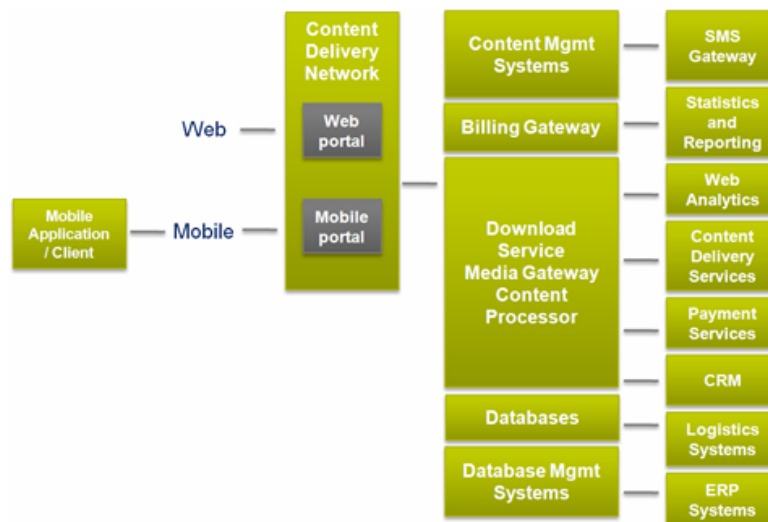 Mobile
Application
/ Client
Web
Mobile
Content
Delivery
Network
Web
portal
Mobile
portal
Content Mgmt
Systems
Billing Gateway
Download
Service
Media Gateway
Content
Processor
Databases
Database Mgmt
Systems
SMS
Gateway
Statistics
and
Reporting
Web
Analytics
Content
Delivery
Services
Payment
Services
CRM
Logistics
Systems
ERP
Systems